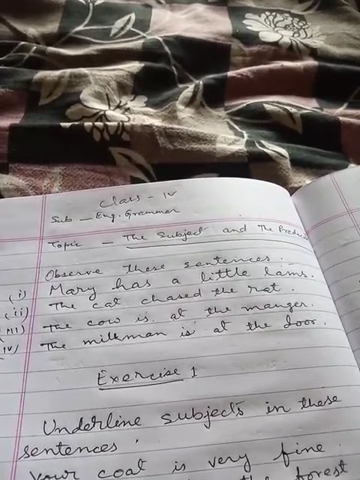 Class - IV
Sub - Eng. Grammar
Topic - The Subject and The
Observe these sentences.
(i) Mary has a little lamb.
(ii) The cat chased the rat.
(iii) The cow is at the manger.
(iv) The milkman is at the door.
Exercise 1
Underline subjects in these
sentences.
Your coat is very fine.
the forest